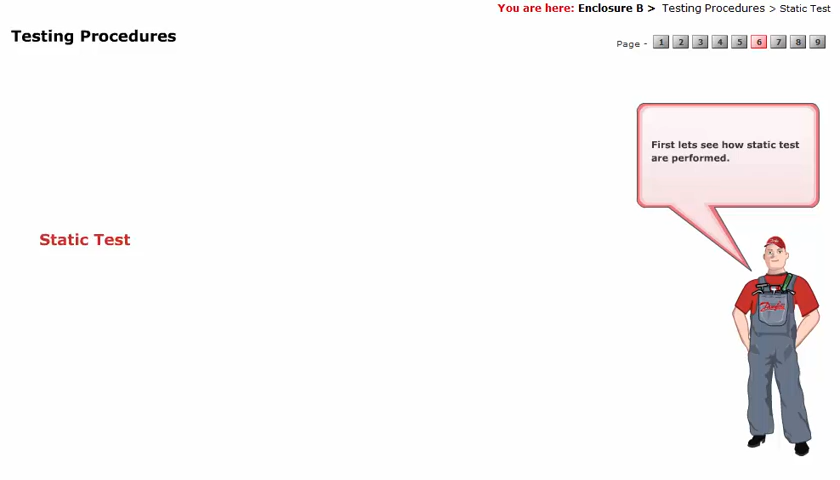 You are here: Enclosure B > Testing Procedures > Static Test
Testing Procedures
Page - 1 2 3 4 5 6 7 8 9
First lets see how static test
are performed.
Static Test
Danfoss